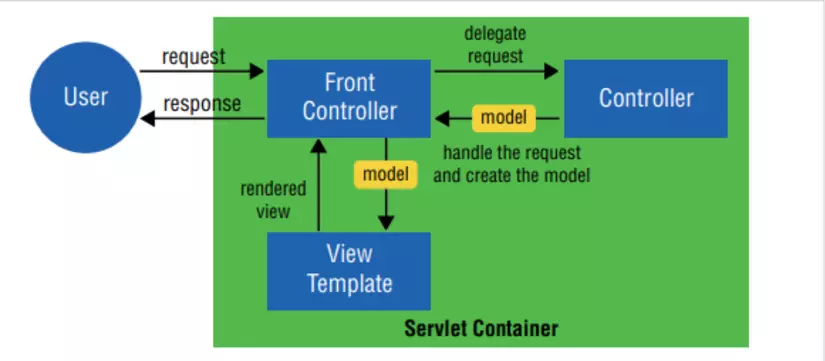 User
request
response
Front
Controller
delegate
request
Controller
model
handle the request
and create the model
model
rendered
view
View
Template
Servlet Container